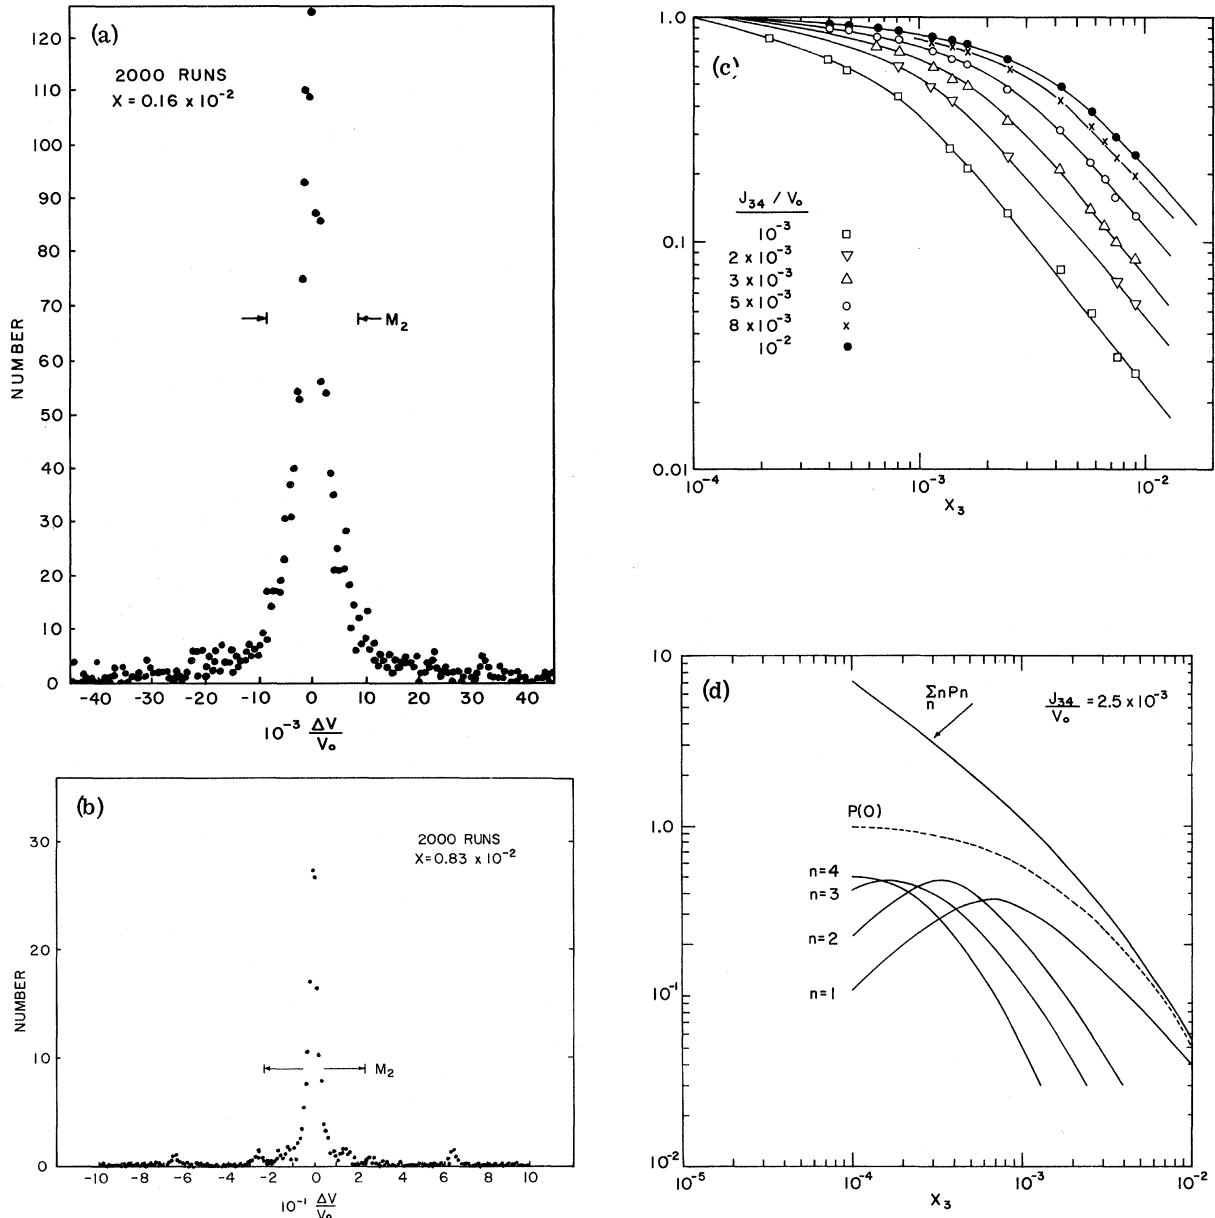 (a)
2000 RUNS
X = 0.16 x 10⁻²
120
110
100
90
80
70
60
50
40
30
20
10
0
NUMBER
M₂
-40 -30 -20 -10 0 10 20 30 40
10⁻³ ΔV/V₀
(b)
2000 RUNS
X = 0.83 x 10⁻²
30
20
10
0
NUMBER
M₂
-10 -8 -6 -4 -2 0 2 4 6 8 10
10⁻¹ ΔV/V₀
(c)
1.0
0.1
0.01
J₃₄ / V₀
10⁻³
2 x 10⁻³
3 x 10⁻³
5 x 10⁻³
8 x 10⁻³
10⁻²
10⁻⁴ 10⁻³ 10⁻²
X₃
(d)
10
1.0
10⁻¹
10⁻²
Σ nPn
n
J₃₄/V₀ = 2.5 x 10⁻³
P(O)
n=4
n=3
n=2
n=1
10⁻⁵ 10⁻⁴ 10⁻³ 10⁻²
X₃